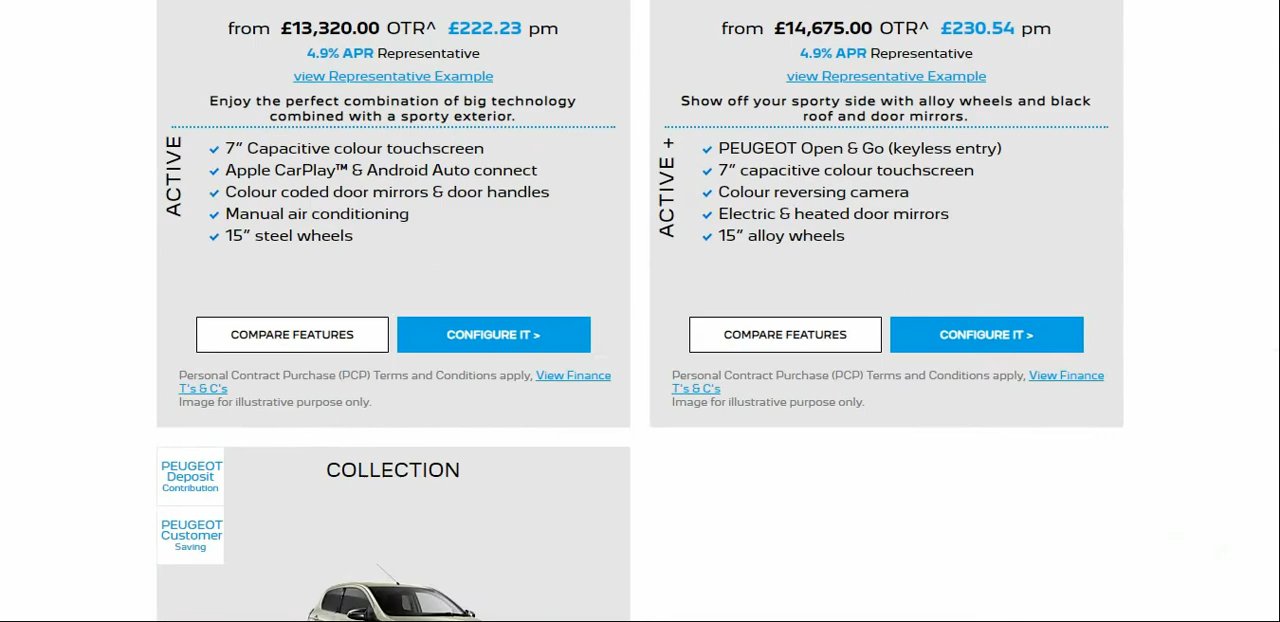 from £13,320.00 OTR^ £222.23 pm
4.9% APR Representative
view Representative Example
Enjoy the perfect combination of big technology
combined with a sporty exterior.
ACTIVE
7” Capacitive colour touchscreen
Apple CarPlay™ & Android Auto connect
Colour coded door mirrors & door handles
Manual air conditioning
15” steel wheels
COMPARE FEATURES
CONFIGURE IT >
Personal Contract Purchase (PCP) Terms and Conditions apply, View Finance
T's & C's
Image for illustrative purpose only.
from £14,675.00 OTR^ £230.54 pm
4.9% APR Representative
view Representative Example
Show off your sporty side with alloy wheels and black
roof and door mirrors.
ACTIVE +
PEUGEOT Open & Go (keyless entry)
7” capacitive colour touchscreen
Colour reversing camera
Electric & heated door mirrors
15” alloy wheels
COMPARE FEATURES
CONFIGURE IT >
Personal Contract Purchase (PCP) Terms and Conditions apply, View Finance
T's & C's
Image for illustrative purpose only.
PEUGEOT
Deposit
Contribution
PEUGEOT
Customer
Saving
COLLECTION